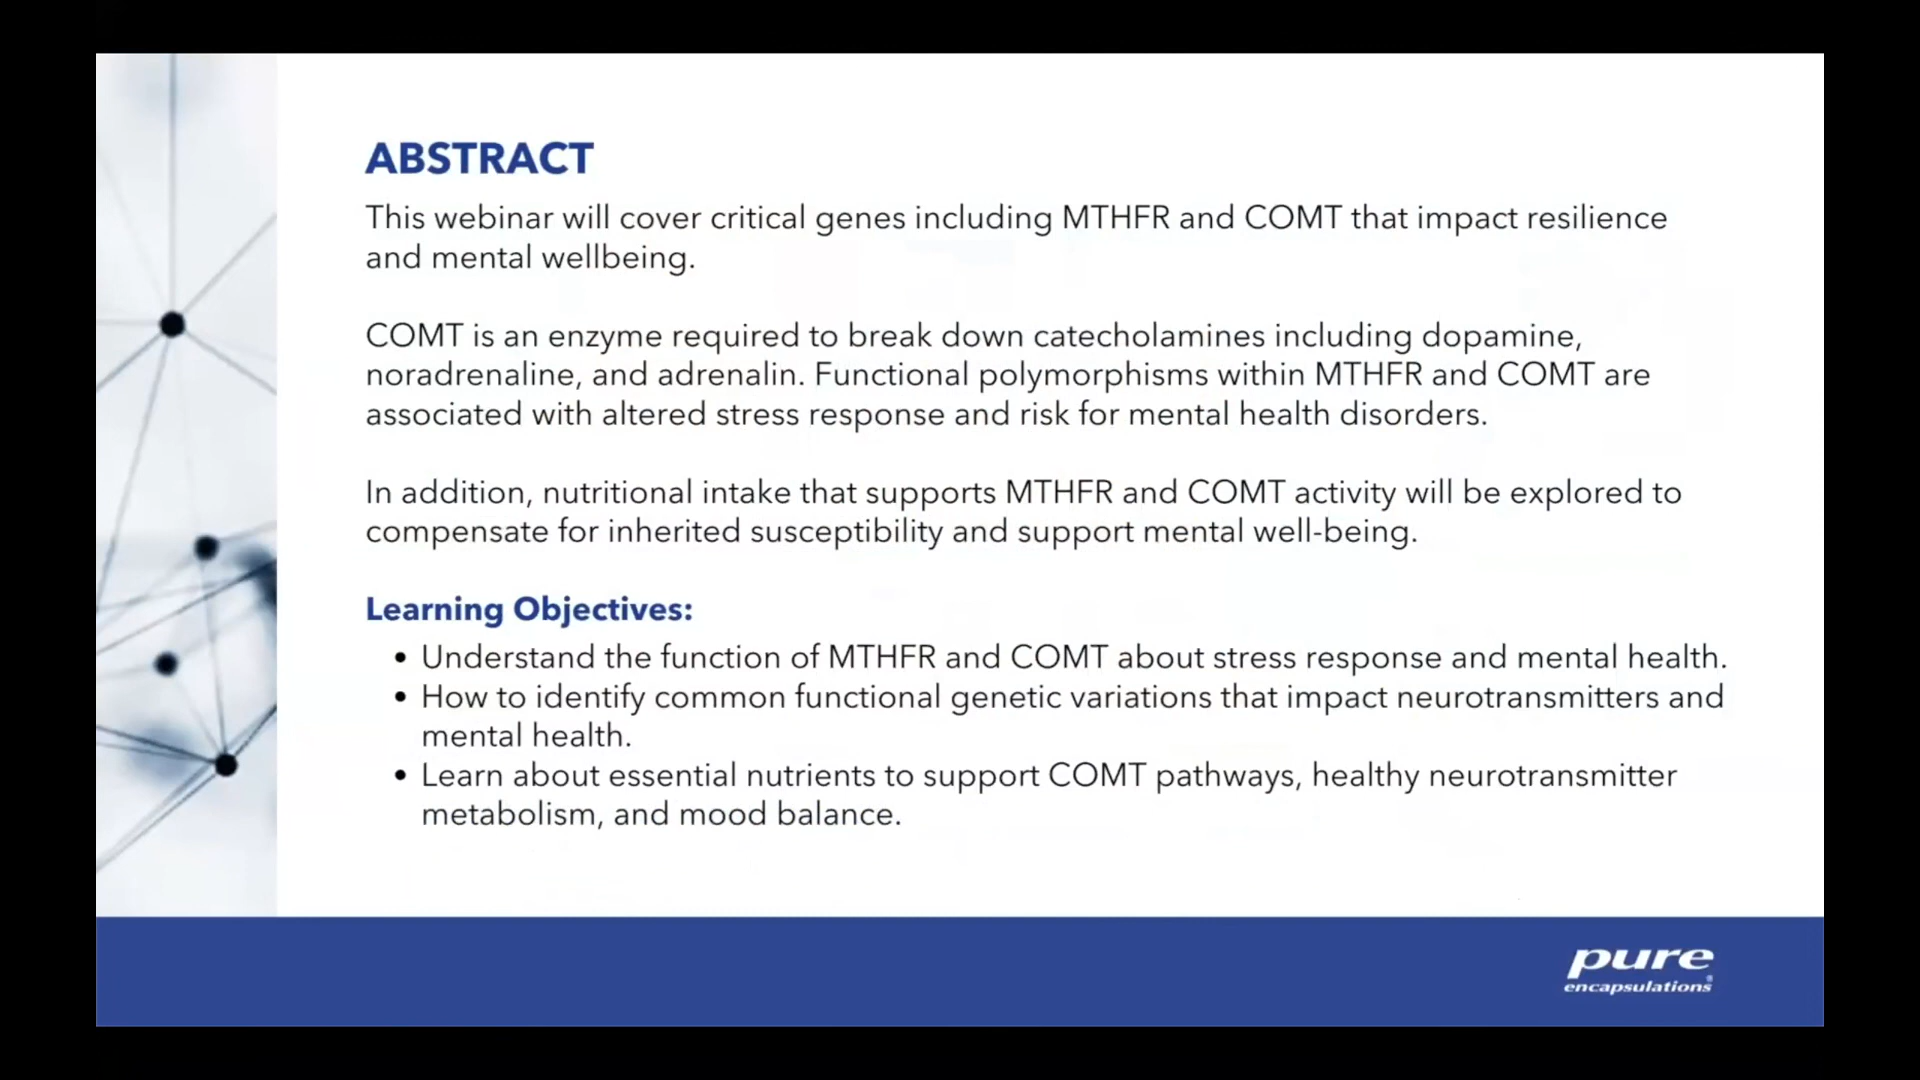 ABSTRACT
This webinar will cover critical genes including MTHFR and COMT that impact resilience
and mental wellbeing.
COMT is an enzyme required to break down catecholamines including dopamine,
noradrenaline, and adrenalin. Functional polymorphisms within MTHFR and COMT are
associated with altered stress response and risk for mental health disorders.
In addition, nutritional intake that supports MTHFR and COMT activity will be explored to
compensate for inherited susceptibility and support mental well-being.
Learning Objectives:
• Understand the function of MTHFR and COMT about stress response and mental health.
• How to identify common functional genetic variations that impact neurotransmitters and
mental health.
• Learn about essential nutrients to support COMT pathways, healthy neurotransmitter
metabolism, and mood balance.
pure
encapsulations®